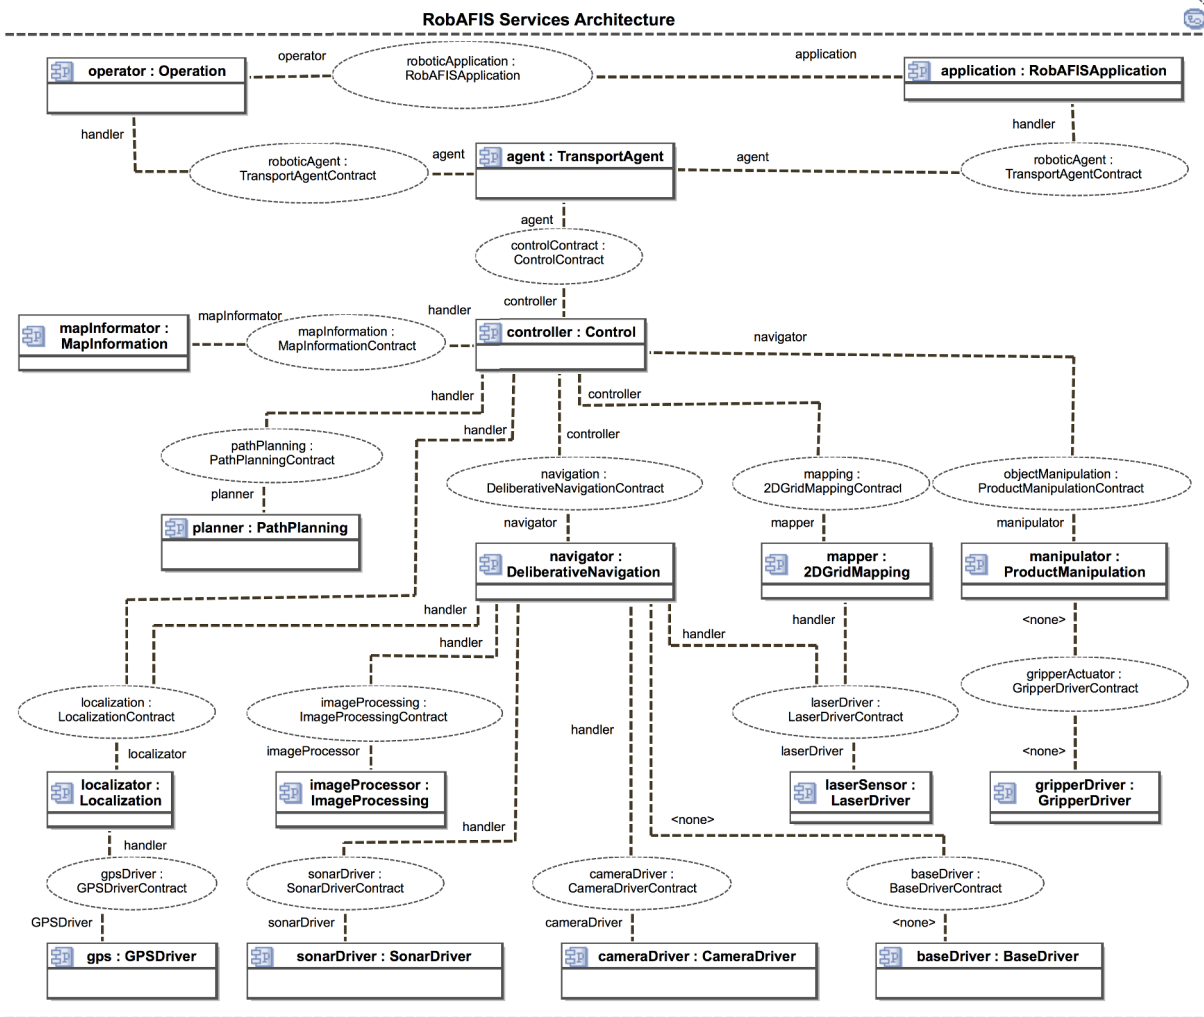 RobAFIS Services Architecture
operator
roboticApplication :
RobAFISApplication
application
operator : Operation
application : RobAFISApplication
handler
handler
roboticAgent :
TransportAgentContract
agent
agent : TransportAgent
agent
roboticAgent :
TransportAgentContract
agent
controlContract :
ControlContract
controller
mapInformator :
MapInformation
mapInformator
mapInformation :
MapInformationContract
handler
controller : Control
navigator
handler
controller
handler
controller
pathPlanning :
PathPlanningContract
planner
planner : PathPlanning
navigation :
DeliberativeNavigationContract
navigator
mapping :
2DGridMappingContract
mapper
objectManipulation :
ProductManipulationContract
manipulator
navigator :
DeliberativeNavigation
mapper :
2DGridMapping
manipulator :
ProductManipulation
handler
handler
handler
handler
<none>
localization :
LocalizationContract
localizator
imageProcessing :
ImageProcessingContract
imageProcessor
handler
laserDriver :
LaserDriverContract
laserDriver
gripperActuator :
GripperDriverContract
<none>
localizator :
Localization
imageProcessor :
ImageProcessing
laserSensor :
LaserDriver
gripperDriver :
GripperDriver
handler
handler
<none>
gpsDriver :
GPSDriverContract
GPSDriver
sonarDriver :
SonarDriverContract
sonarDriver
cameraDriver :
CameraDriverContract
cameraDriver
baseDriver :
BaseDriverContract
<none>
gps : GPSDriver
sonarDriver : SonarDriver
cameraDriver : CameraDriver
baseDriver : BaseDriver